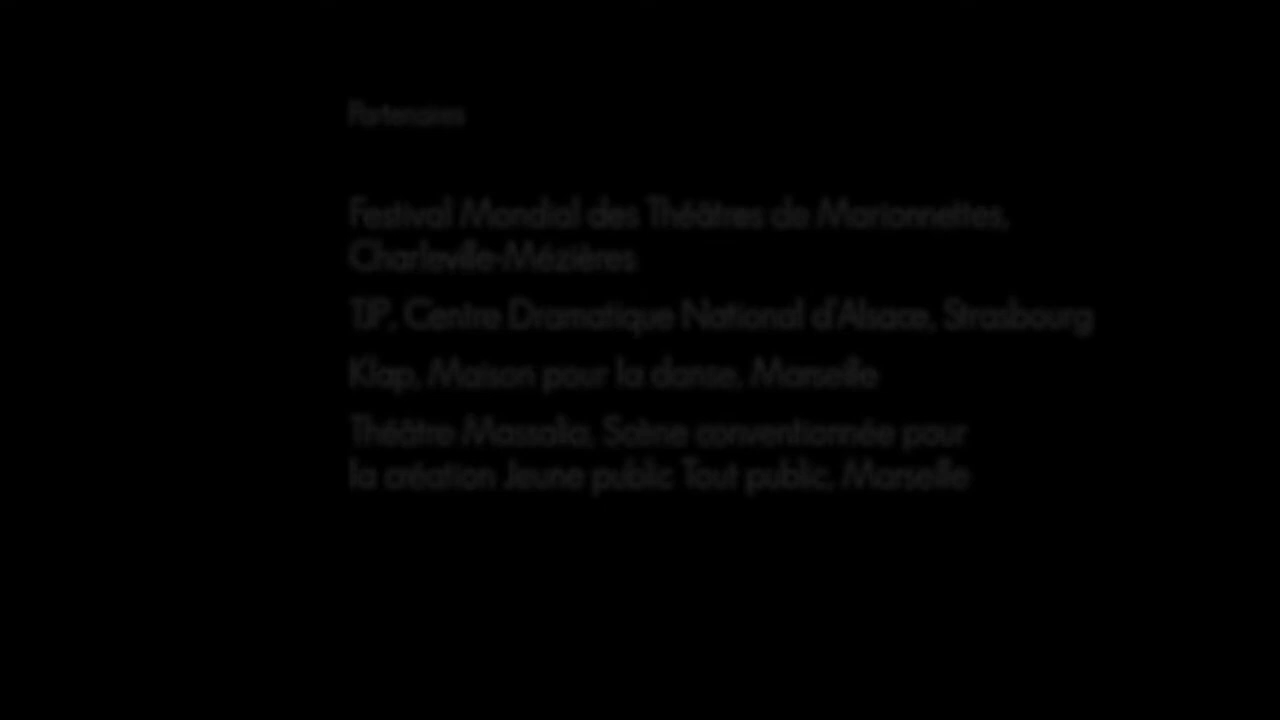 Partenaires
Festival Mondial des Théâtres de Marionnettes,
Charleville-Mézières
TJP, Centre Dramatique National d'Alsace, Strasbourg
Klap, Maison pour la danse, Marseille
Théâtre Massalia, Scène conventionnée pour
la création Jeune public Tout public, Marseille